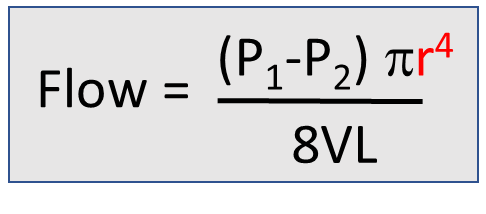 Flow = (P₁-P₂) πr⁴
8VL